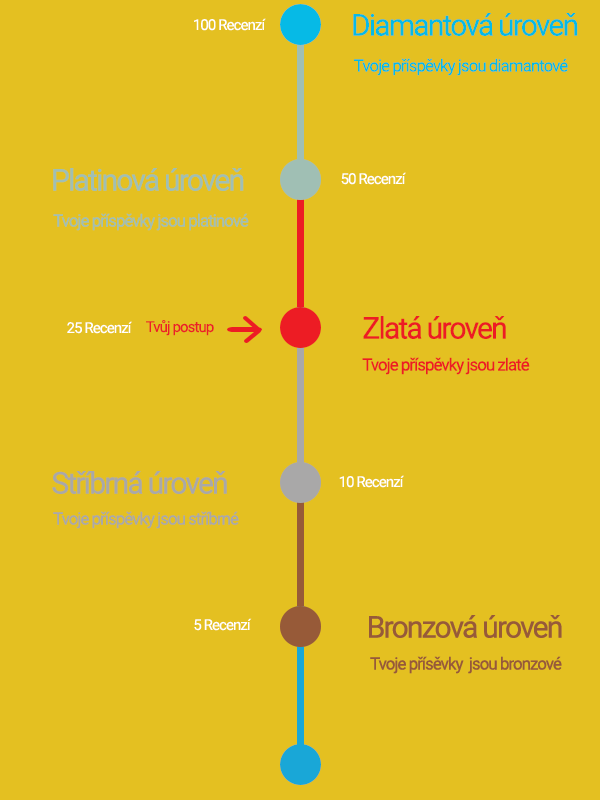 100 Recenzí
Diamantová úroveň
Tvoje příspěvky jsou diamantové
Platinová úroveň
50 Recenzí
Tvoje příspěvky jsou platinové
25 Recenzí
Tvůj postup
Zlatá úroveň
Tvoje příspěvky jsou zlaté
Stříbrná úroveň
10 Recenzí
Tvoje příspěvky jsou stříbrné
5 Recenzí
Bronzová úroveň
Tvoje přísěvky jsou bronzové